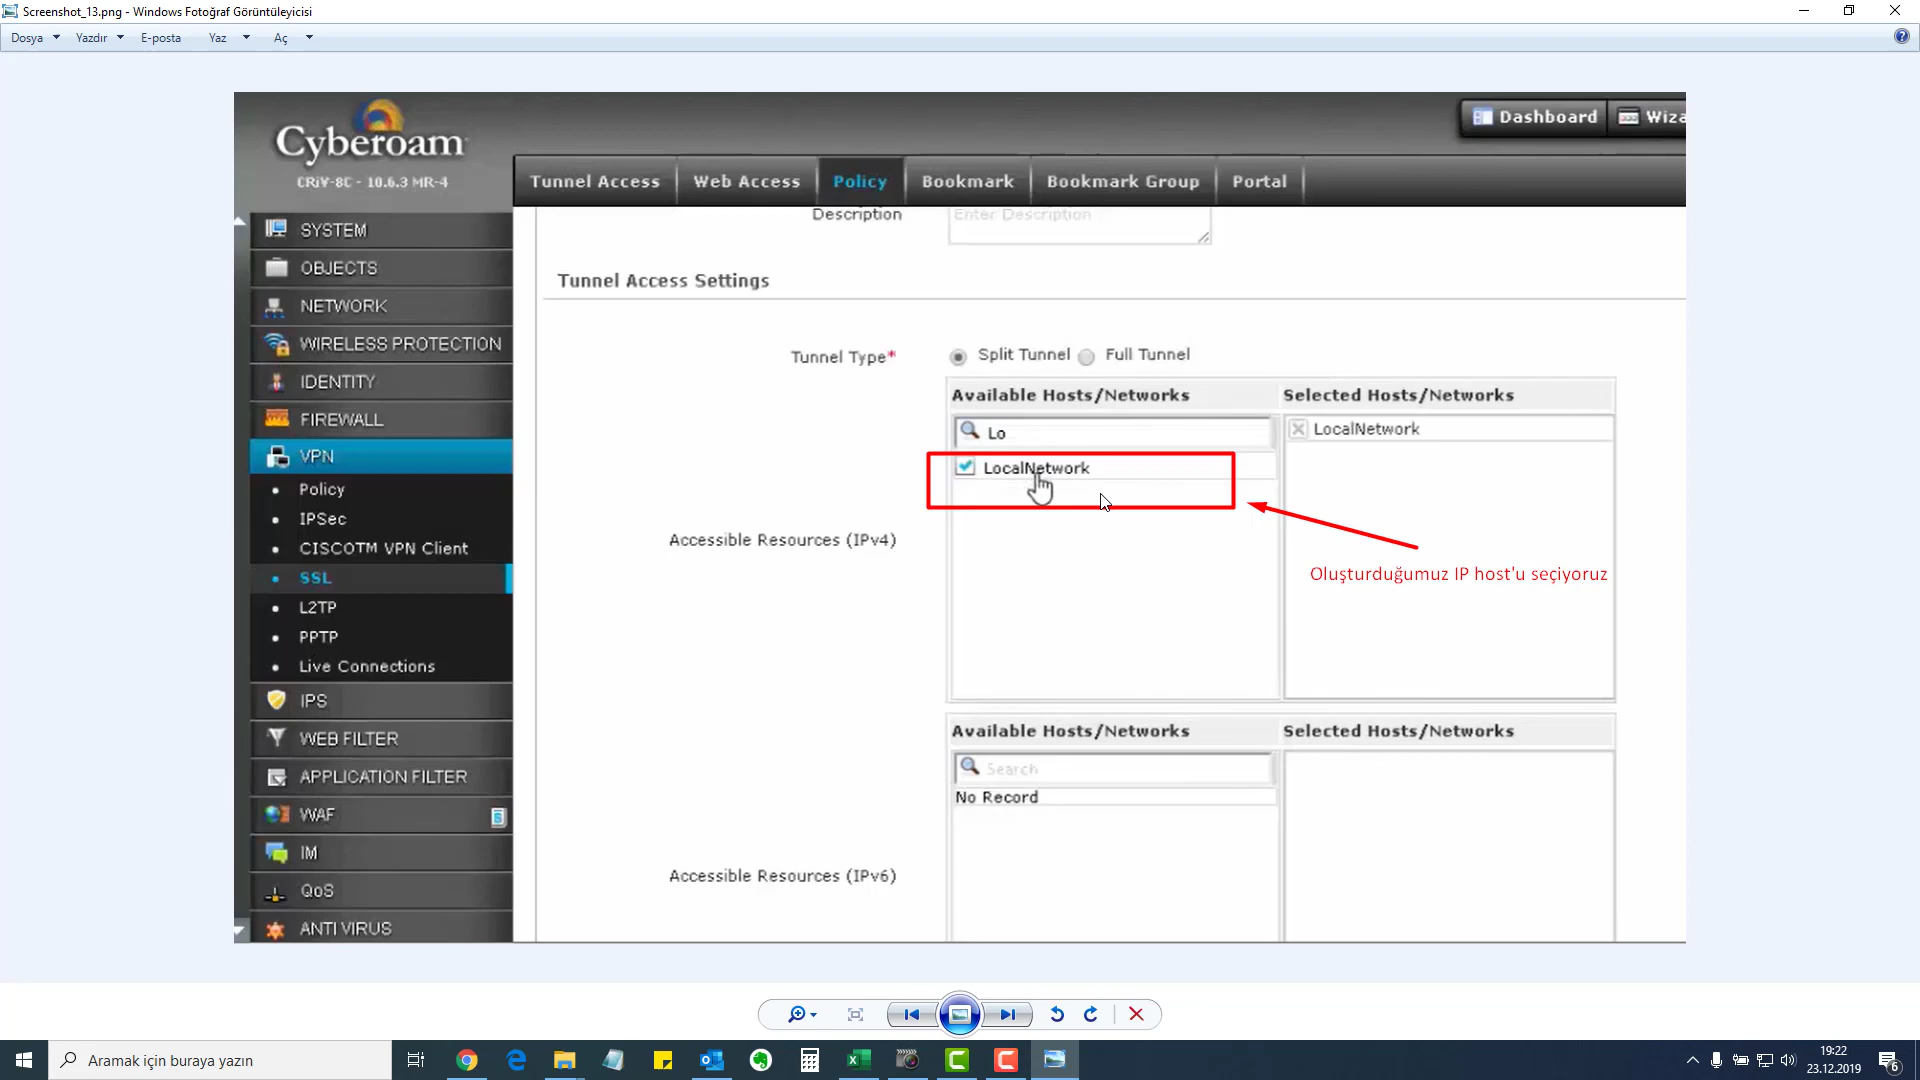 Screenshot_13.png - Windows Fotoğraf Görüntüleyicisi
Dosya Yazdır E-posta Yaz Aç
Cyberoam
CRiV-8C - 10.6.3 MR-4
Dashboard Wiza
Tunnel Access Web Access Policy Bookmark Bookmark Group Portal
SYSTEM
OBJECTS
NETWORK
WIRELESS PROTECTION
IDENTITY
FIREWALL
VPN
Policy
IPSec
CISCOTM VPN Client
SSL
L2TP
PPTP
Live Connections
IPS
WEB FILTER
APPLICATION FILTER
WAF
IM
QoS
ANTI VIRUS
Description Enter Description
Tunnel Access Settings
Tunnel Type* Split Tunnel Full Tunnel
Available Hosts/Networks Selected Hosts/Networks
Lo LocalNetwork
LocalNetwork
Accessible Resources (IPv4)
Oluşturduğumuz IP host'u seçiyoruz
Available Hosts/Networks Selected Hosts/Networks
Search
No Record
Accessible Resources (IPv6)
Aramak için buraya yazın
19:22
23.12.2019
6